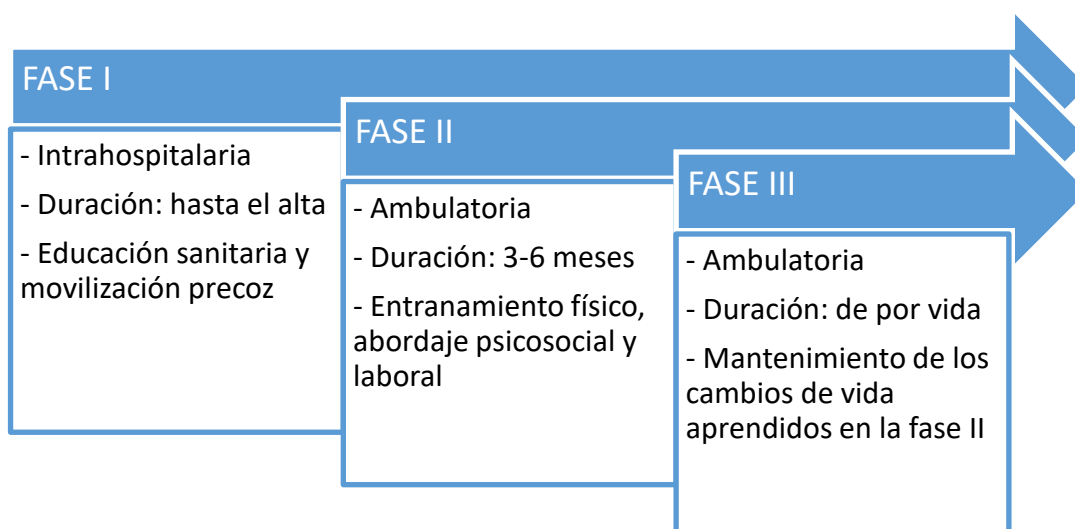 FASE I
- Intrahospitalaria
- Duración: hasta el alta
- Educación sanitaria y
movilización precoz
FASE II
- Ambulatoria
- Duración: 3-6 meses
- Entranamiento físico,
abordaje psicosocial y
laboral
FASE III
- Ambulatoria
- Duración: de por vida
- Mantenimiento de los
cambios de vida
aprendidos en la fase II